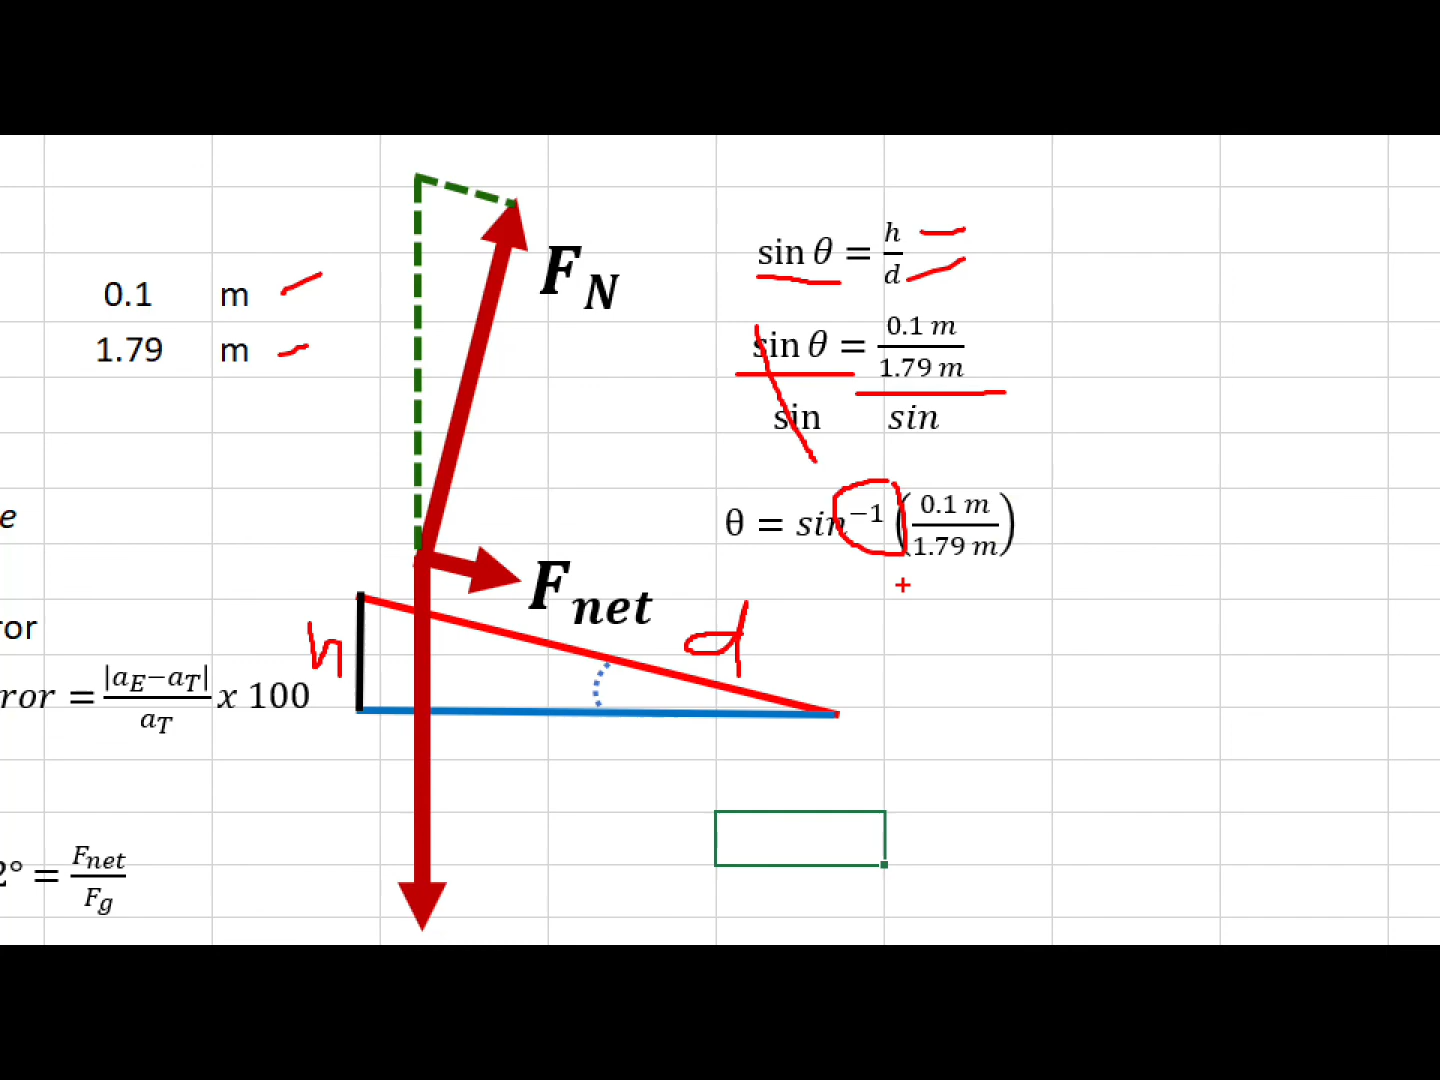 0.1 m
1.79 m
F_N
sin θ = h/d
sin θ = 0.1 m / 1.79 m
sin sin
θ = sin⁻¹ (0.1 m / 1.79 m)
e
F_net
h
d
ror
ror = |a_E − a_T| / a_T x 100
2° = F_net / F_g